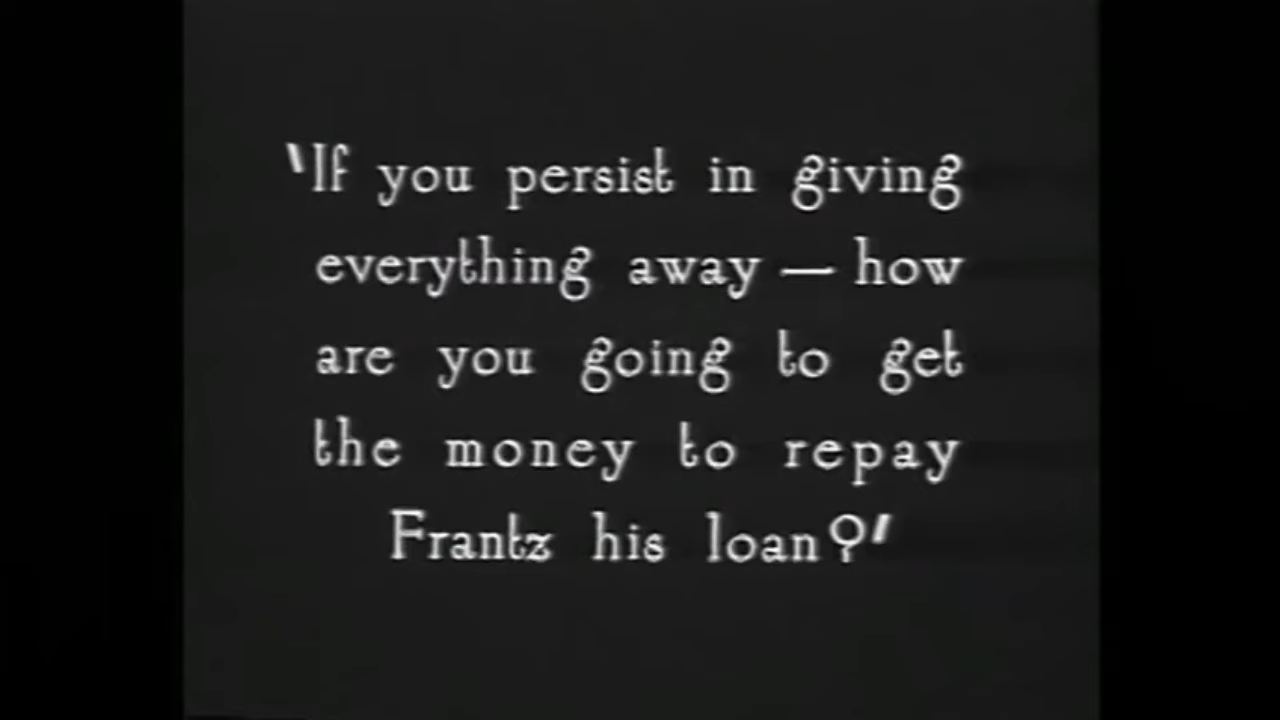 "If you persist in giving
everything away — how
are you going to get
the money to repay
Frantz his loan?"